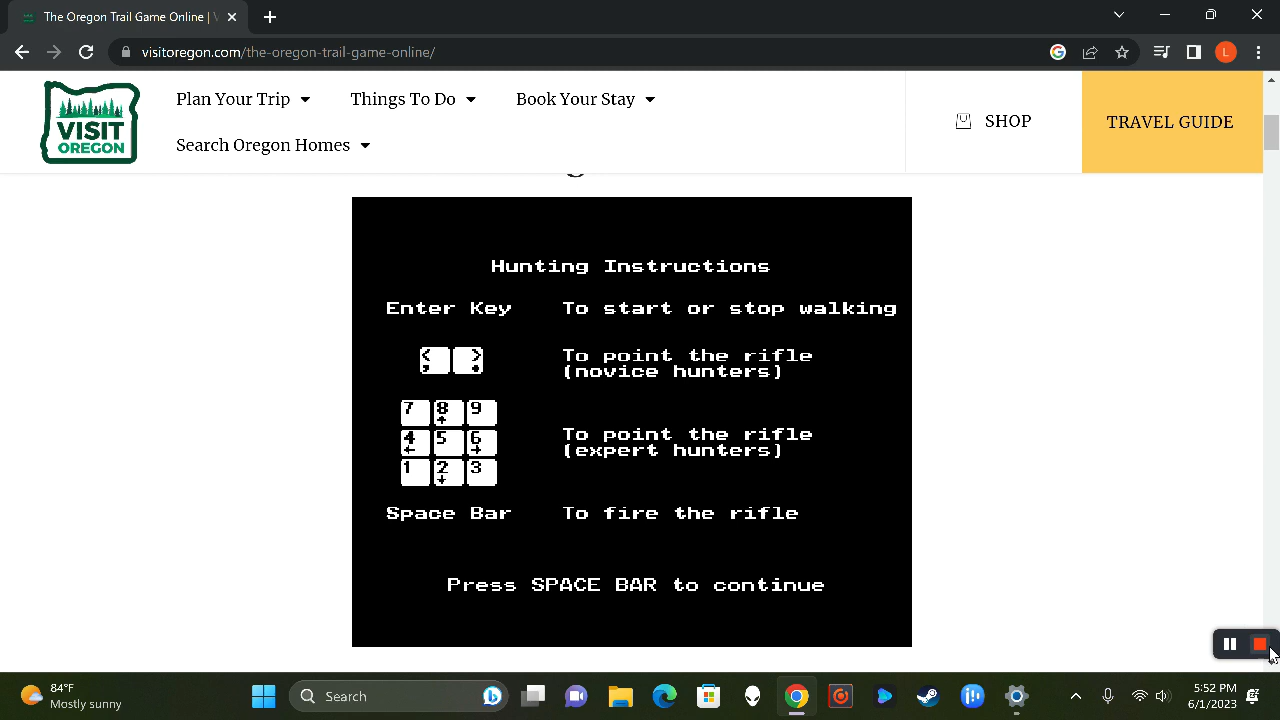 The Oregon Trail Game Online | V
visitoregon.com/the-oregon-trail-game-online/
L
VISIT
OREGON
Plan Your Trip
Things To Do
Book Your Stay
Search Oregon Homes
SHOP
TRAVEL GUIDE
Hunting Instructions
Enter Key To start or stop walking
< >
, .
To point the rifle
(novice hunters)
7 8 9
4 5 6
1 2 3
To point the rifle
(expert hunters)
Space Bar To fire the rifle
Press SPACE BAR to continue
84°F
Mostly sunny
Search
5:52 PM
6/1/2023